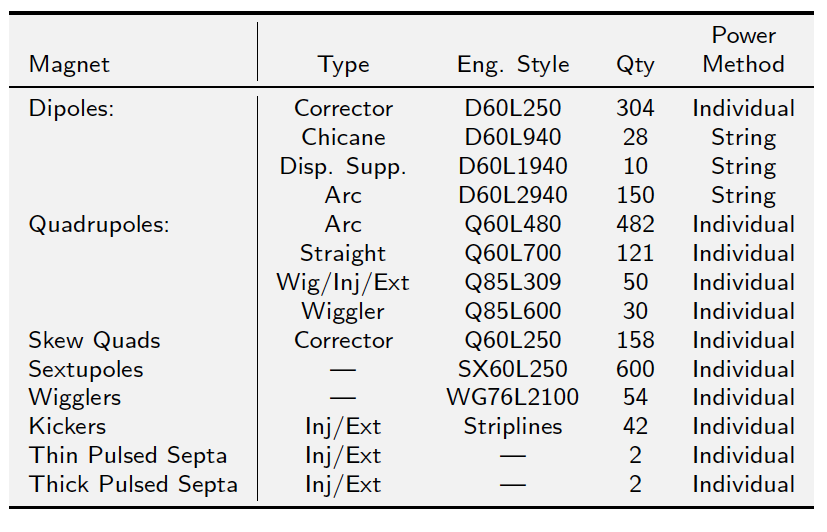 Power
Magnet Type Eng. Style Qty Method
Dipoles: Corrector D60L250 304 Individual
Chicane D60L940 28 String
Disp. Supp. D60L1940 10 String
Arc D60L2940 150 String
Quadrupoles: Arc Q60L480 482 Individual
Straight Q60L700 121 Individual
Wig/Inj/Ext Q85L309 50 Individual
Wiggler Q85L600 30 Individual
Skew Quads Corrector Q60L250 158 Individual
Sextupoles — SX60L250 600 Individual
Wigglers — WG76L2100 54 Individual
Kickers Inj/Ext Striplines 42 Individual
Thin Pulsed Septa Inj/Ext — 2 Individual
Thick Pulsed Septa Inj/Ext — 2 Individual